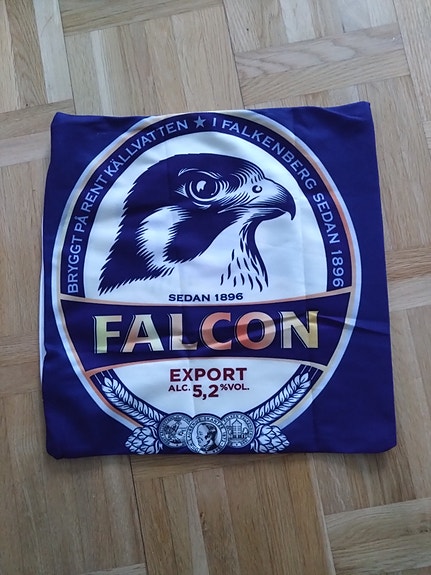 BRYGGT PÅ RENT KÄLLVATTEN ★ I FALKENBERG SEDAN 1896
SEDAN 1896
FALCON
EXPORT
ALC. 5,2 %VOL.